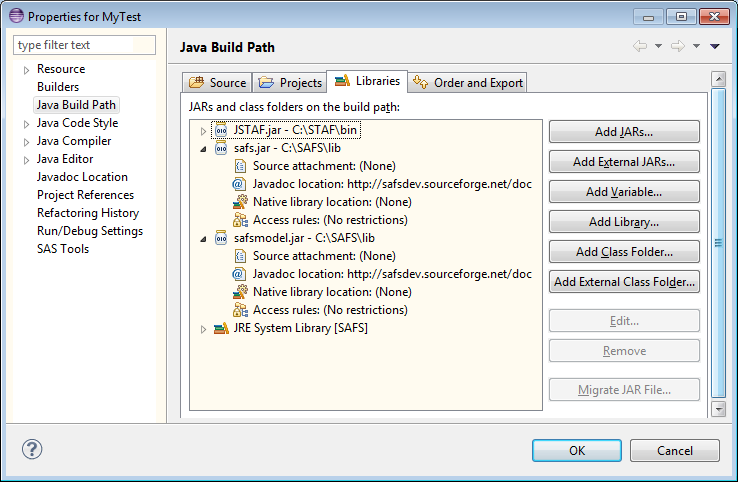 Properties for MyTest
type filter text
Resource
Builders
Java Build Path
Java Code Style
Java Compiler
Java Editor
Javadoc Location
Project References
Refactoring History
Run/Debug Settings
SAS Tools
Java Build Path
Source
Projects
Libraries
Order and Export
JARs and class folders on the build path:
JSTAF.jar - C:\STAF\bin
safs.jar - C:\SAFS\lib
Source attachment: (None)
Javadoc location: http://safsdev.sourceforge.net/doc
Native library location: (None)
Access rules: (No restrictions)
safsmodel.jar - C:\SAFS\lib
Source attachment: (None)
Javadoc location: http://safsdev.sourceforge.net/doc
Native library location: (None)
Access rules: (No restrictions)
JRE System Library [SAFS]
Add JARs...
Add External JARs...
Add Variable...
Add Library...
Add Class Folder...
Add External Class Folder...
Edit...
Remove
Migrate JAR File...
OK
Cancel